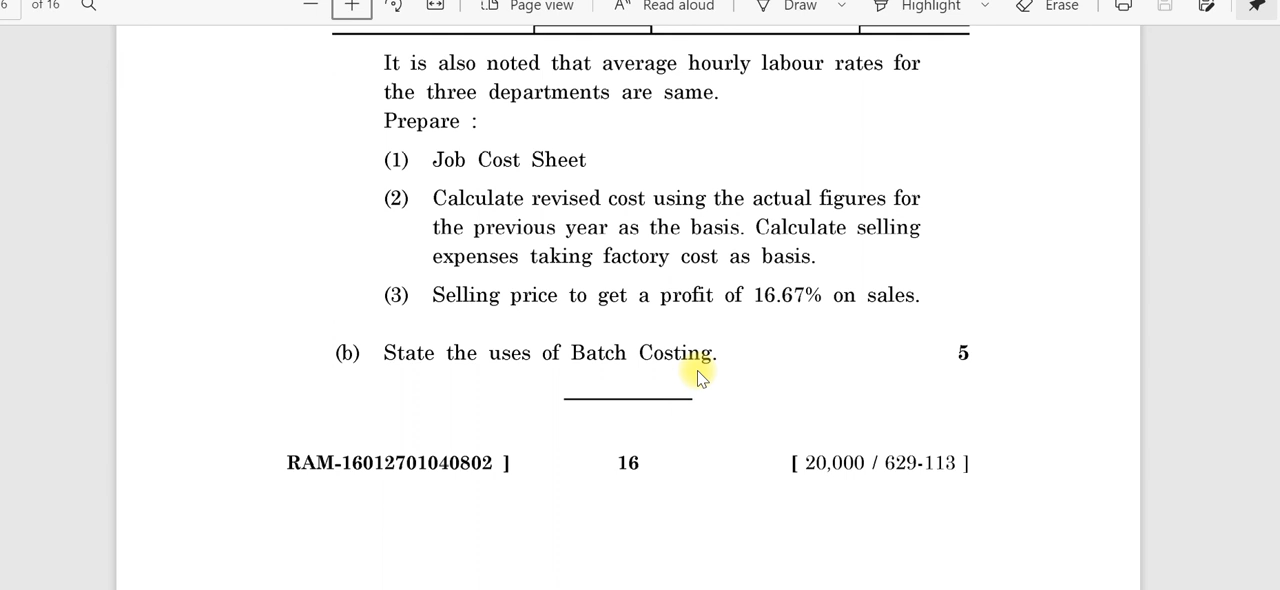 6 of 16 Page view Read aloud Draw Highlight Erase
It is also noted that average hourly labour rates for
the three departments are same.
Prepare :
(1) Job Cost Sheet
(2) Calculate revised cost using the actual figures for
the previous year as the basis. Calculate selling
expenses taking factory cost as basis.
(3) Selling price to get a profit of 16.67% on sales.
(b) State the uses of Batch Costing. 5
RAM-16012701040802 ] 16 [ 20,000 / 629-113 ]